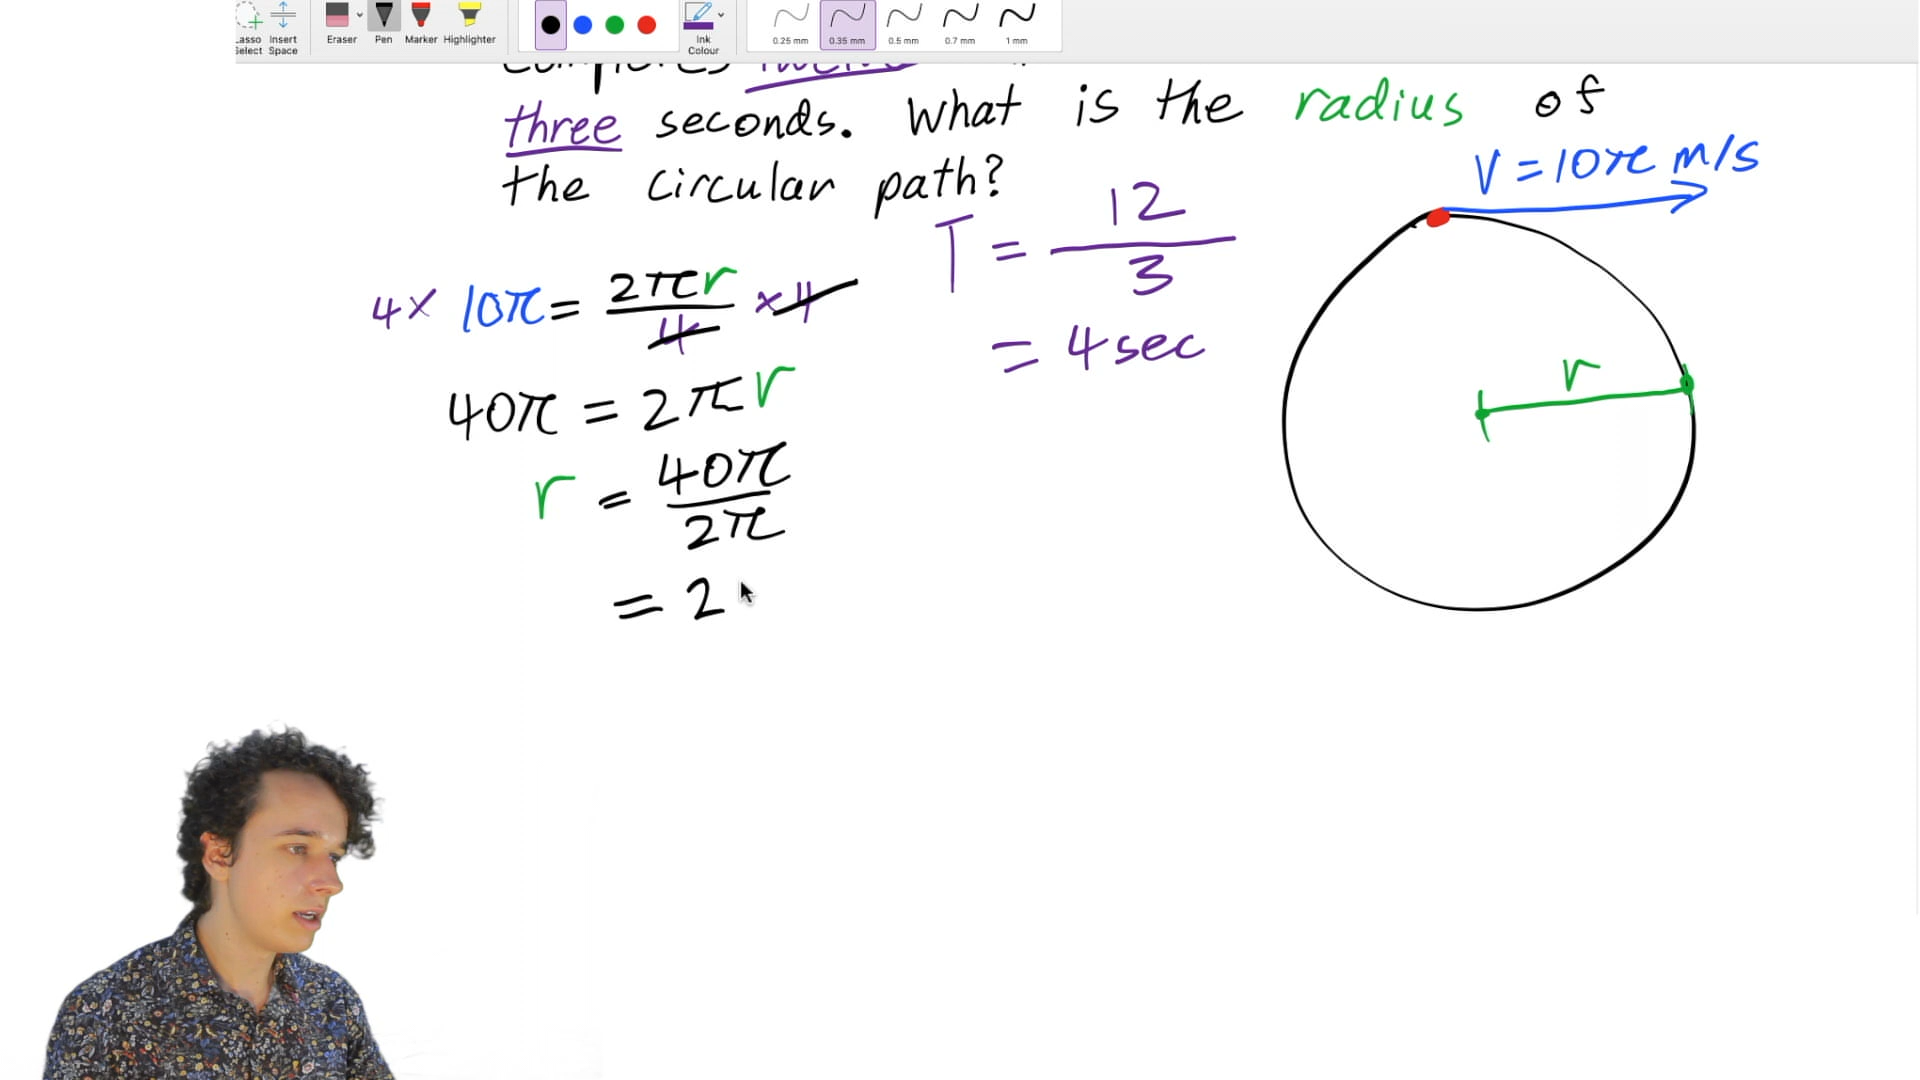 Lasso Select
Insert Space
Eraser
Pen
Marker
Highlighter
Ink Colour
0.25 mm
0.35 mm
0.5 mm
0.7 mm
1 mm
three seconds. What is the radius of
the circular path?
V = 10π m/s
T = 12/3
= 4 sec
4 × 10π = 2πr/4 × 4
40π = 2πr
r = 40π/2π
= 2
r